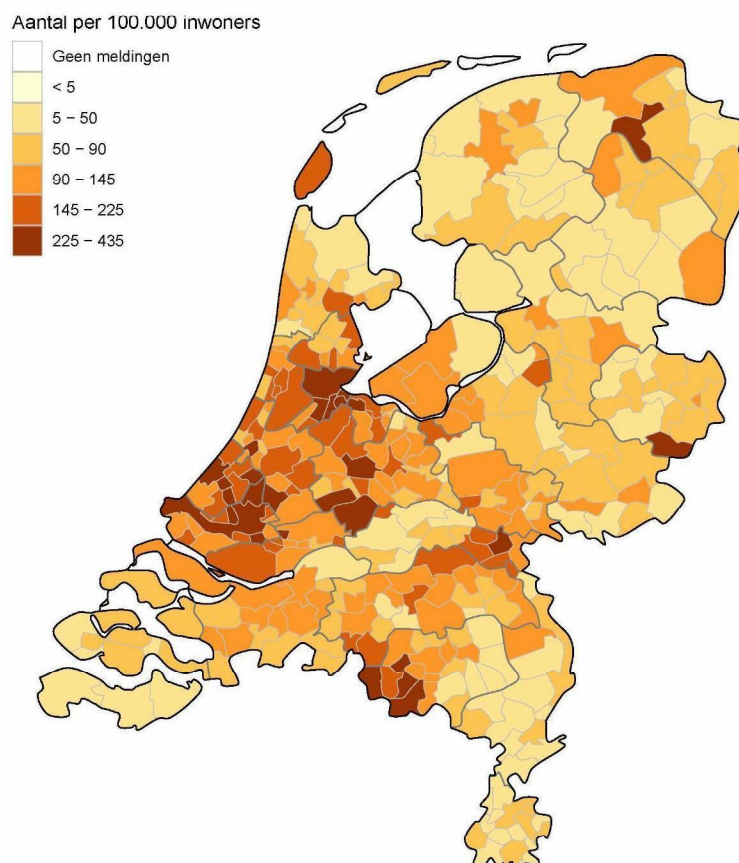 Aantal per 100.000 inwoners
Geen meldingen
< 5
5 – 50
50 – 90
90 – 145
145 – 225
225 – 435